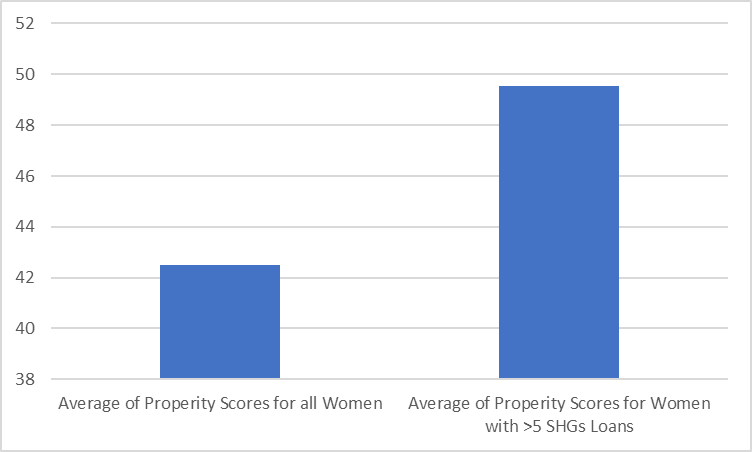 52
50
48
46
44
42
40
38
Average of Properity Scores for all Women
Average of Properity Scores for Women
with >5 SHGs Loans